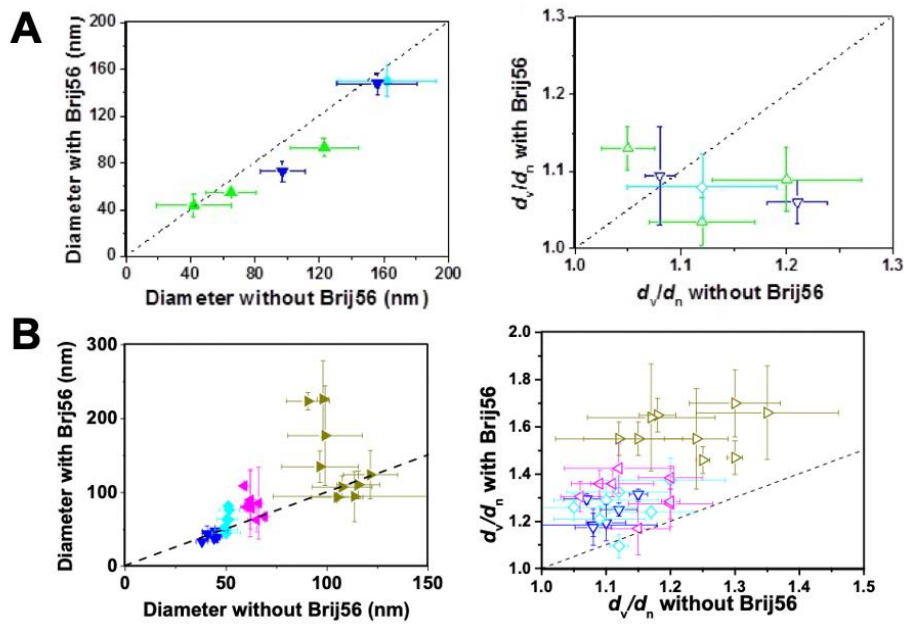 A
Diameter with Brij56 (nm)
200
160
120
80
40
0
0 40 80 120 160 200
Diameter without Brij56 (nm)
dv/dn with Brij56
1.3
1.2
1.1
1.0
1.0 1.1 1.2 1.3
dv/dn without Brij56
B
Diameter with Brj56 (nm)
300
200
100
0
0 50 100 150
Diameter without Brij56 (nm)
dv/dn with Brij56
2.0
1.8
1.6
1.4
1.2
1.0
1.0 1.1 1.2 1.3 1.4 1.5
dv/dn without Brij56